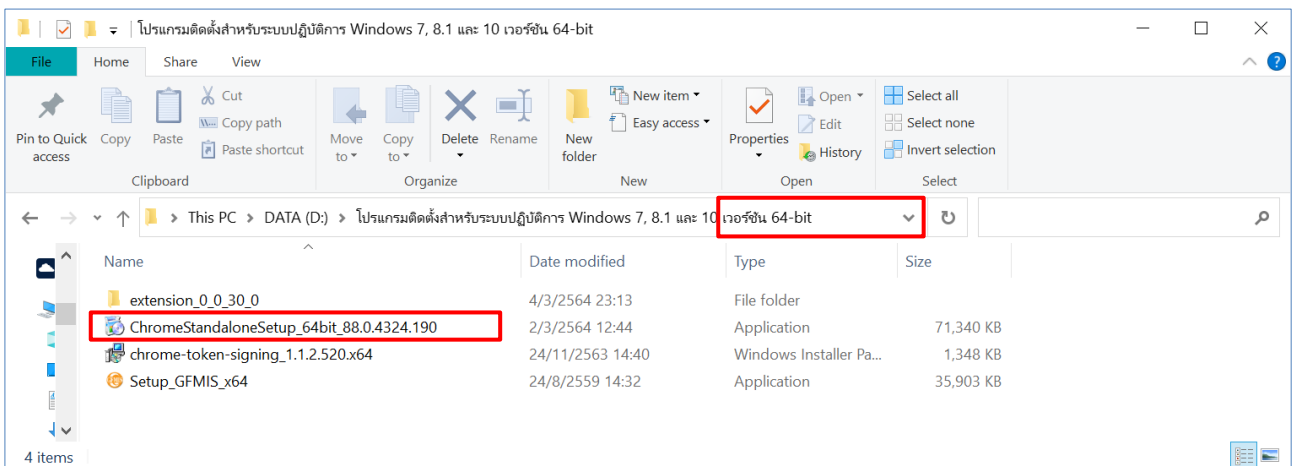 โปรแกรมติดตั้งสำหรับระบบปฏิบัติการ Windows 7, 8.1 และ 10 เวอร์ชัน 64-bit
File Home Share View
Pin to Quick access
Copy
Paste
Cut
Copy path
Paste shortcut
Move to
Copy to
Delete
Rename
New folder
New item
Easy access
Properties
Open
Edit
History
Select all
Select none
Invert selection
Clipboard Organize New Open Select
This PC > DATA (D:) > โปรแกรมติดตั้งสำหรับระบบปฏิบัติการ Windows 7, 8.1 และ 10 เวอร์ชัน 64-bit
Name Date modified Type Size
extension_0_0_30_0 4/3/2564 23:13 File folder
ChromeStandaloneSetup_64bit_88.0.4324.190 2/3/2564 12:44 Application 71,340 KB
chrome-token-signing_1.1.2.520.x64 24/11/2563 14:40 Windows Installer Pa... 1,348 KB
Setup_GFMIS_x64 24/8/2559 14:32 Application 35,903 KB
4 items